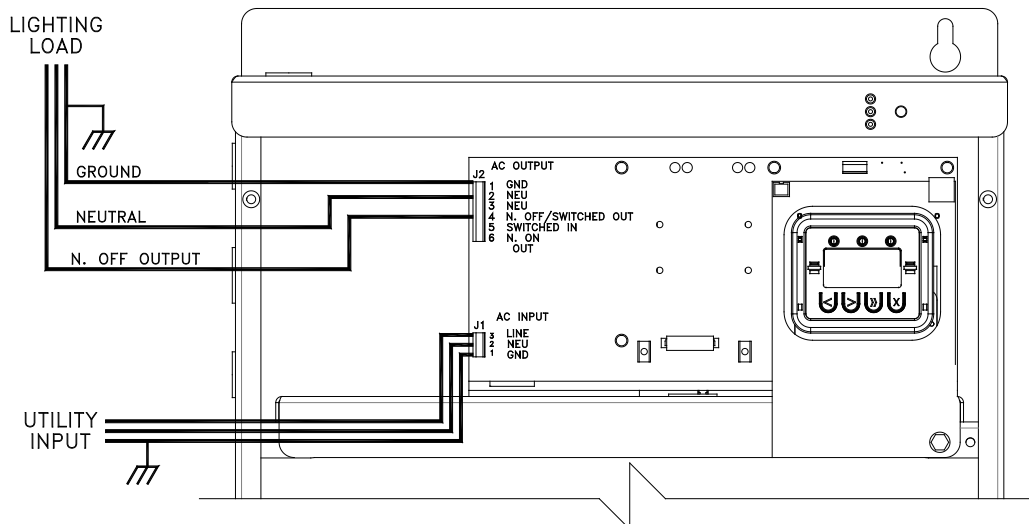 LIGHTING
LOAD
GROUND
NEUTRAL
N. OFF OUTPUT
AC OUTPUT
J2
1 GND
2 NEU
3 NEU
4 N. OFF/SWITCHED OUT
5 SWITCHED IN
6 N. ON
OUT
AC INPUT
J1
3 LINE
2 NEU
1 GND
UTILITY
INPUT
< > » X